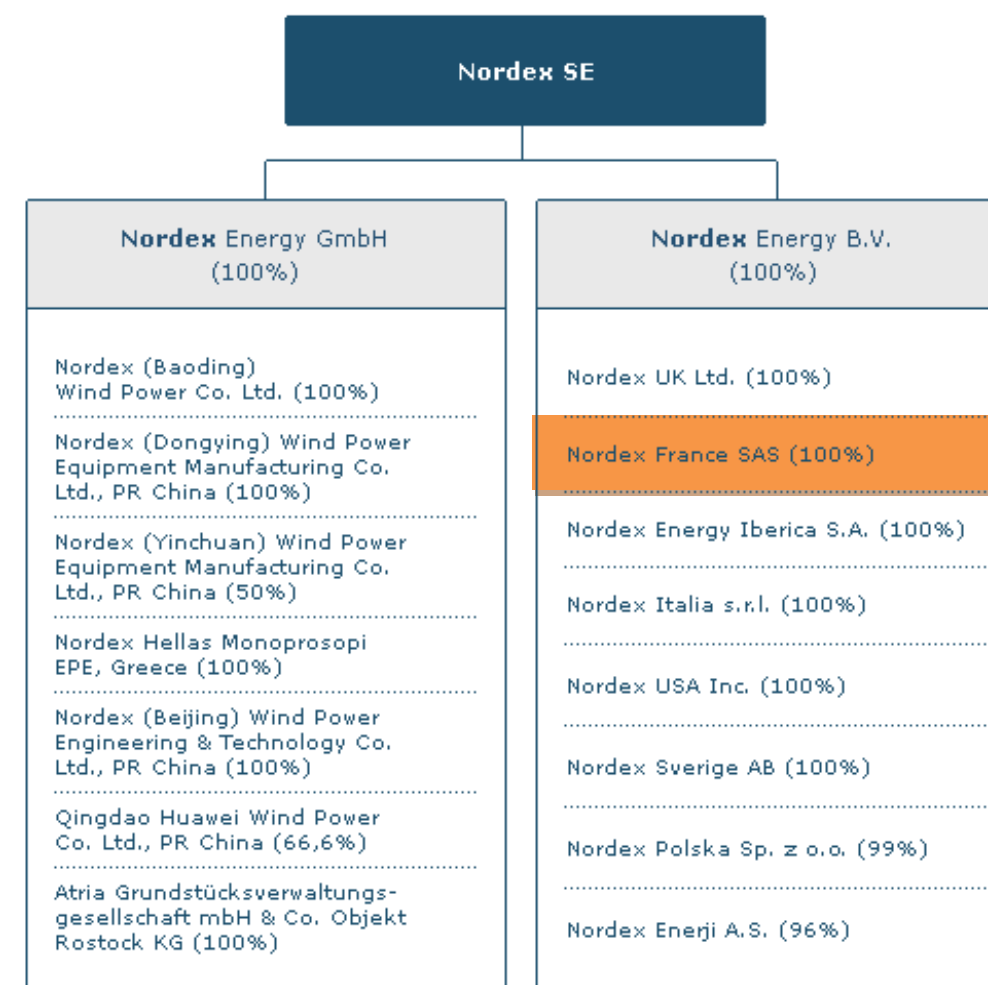 Nordex SE
Nordex Energy GmbH
(100%)
Nordex (Baoding)
Wind Power Co. Ltd. (100%)
Nordex (Dongying) Wind Power
Equipment Manufacturing Co.
Ltd., PR China (100%)
Nordex (Yinchuan) Wind Power
Equipment Manufacturing Co.
Ltd., PR China (50%)
Nordex Hellas Monoprosopi
EPE, Greece (100%)
Nordex (Beijing) Wind Power
Engineering & Technology Co.
Ltd., PR China (100%)
Qingdao Huawei Wind Power
Co. Ltd., PR China (66,6%)
Atria Grundstücksverwaltungs-
gesellschaft mbH & Co. Objekt
Rostock KG (100%)
Nordex Energy B.V.
(100%)
Nordex UK Ltd. (100%)
Nordex France SAS (100%)
Nordex Energy Iberica S.A. (100%)
Nordex Italia s.r.l. (100%)
Nordex USA Inc. (100%)
Nordex Sverige AB (100%)
Nordex Polska Sp. z o.o. (99%)
Nordex Enerji A.S. (96%)